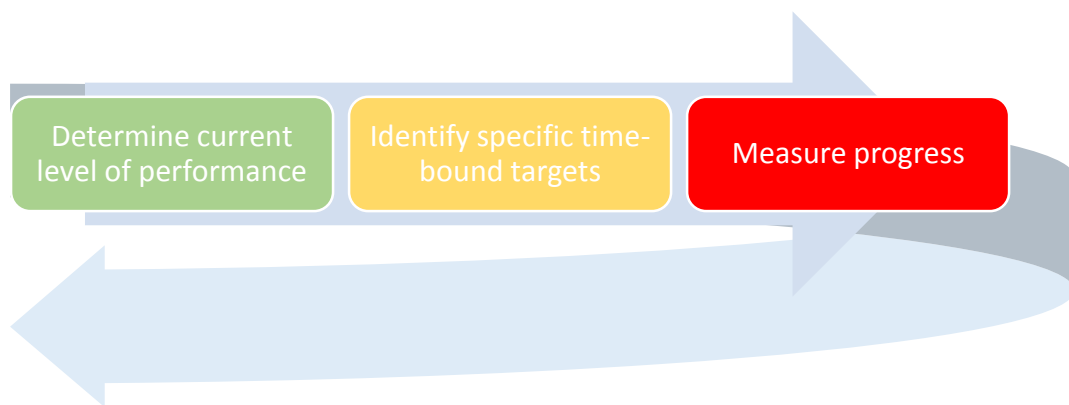 Determine current
level of performance
Identify specific time-
bound targets
Measure progress